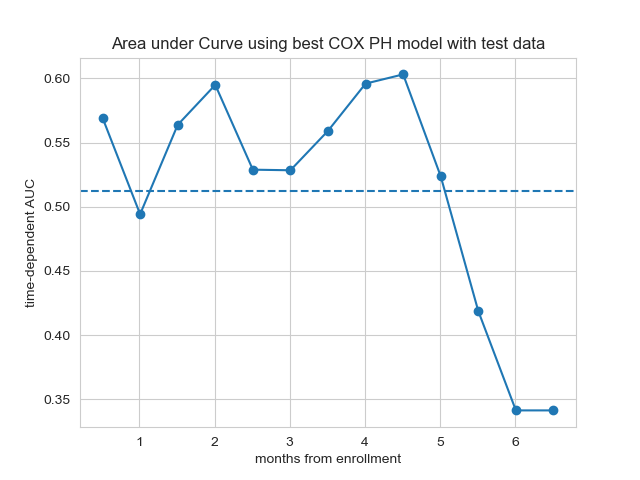 Area under Curve using best COX PH model with test data
0.60
0.55
0.50
0.45
0.40
0.35
time-dependent AUC
1 2 3 4 5 6
months from enrollment